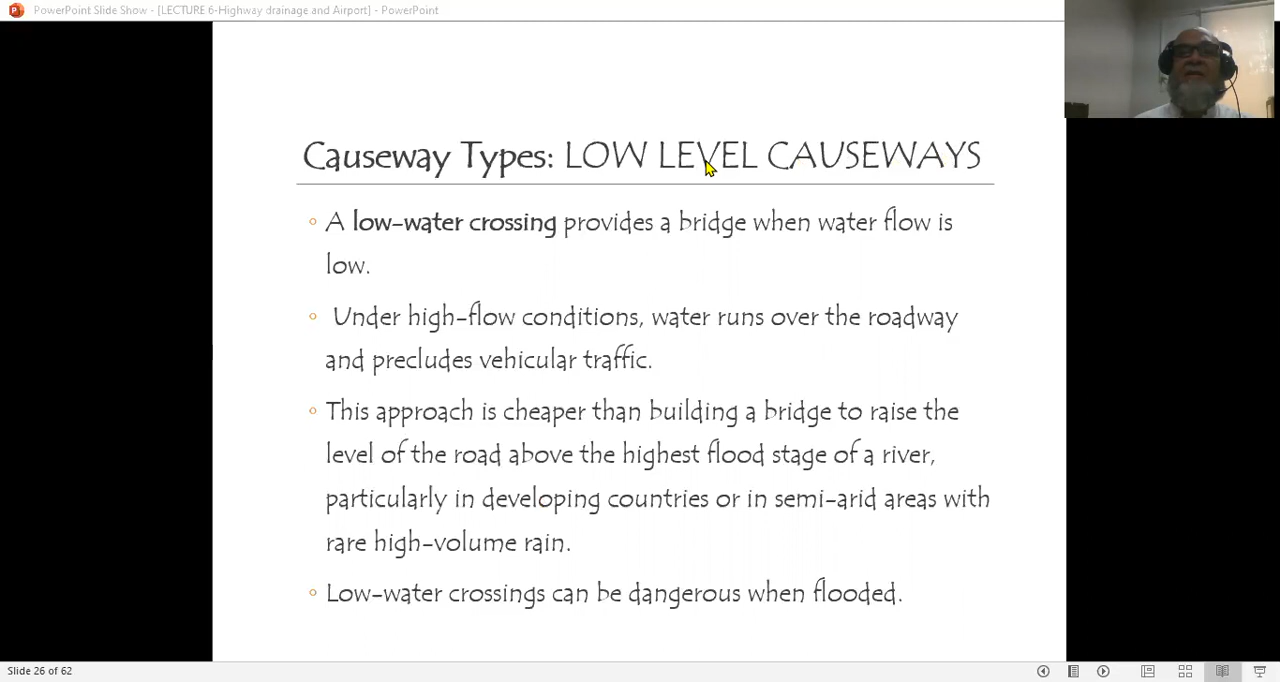 PowerPoint Slide Show - [LECTURE 6-Highway drainage and Airport] - PowerPoint
Causeway Types: LOW LEVEL CAUSEWAYS
◦ A low-water crossing provides a bridge when water flow is
low.
◦ Under high-flow conditions, water runs over the roadway
and precludes vehicular traffic.
◦ This approach is cheaper than building a bridge to raise the
level of the road above the highest flood stage of a river,
particularly in developing countries or in semi-arid areas with
rare high-volume rain.
◦ Low-water crossings can be dangerous when flooded.
Slide 26 of 62